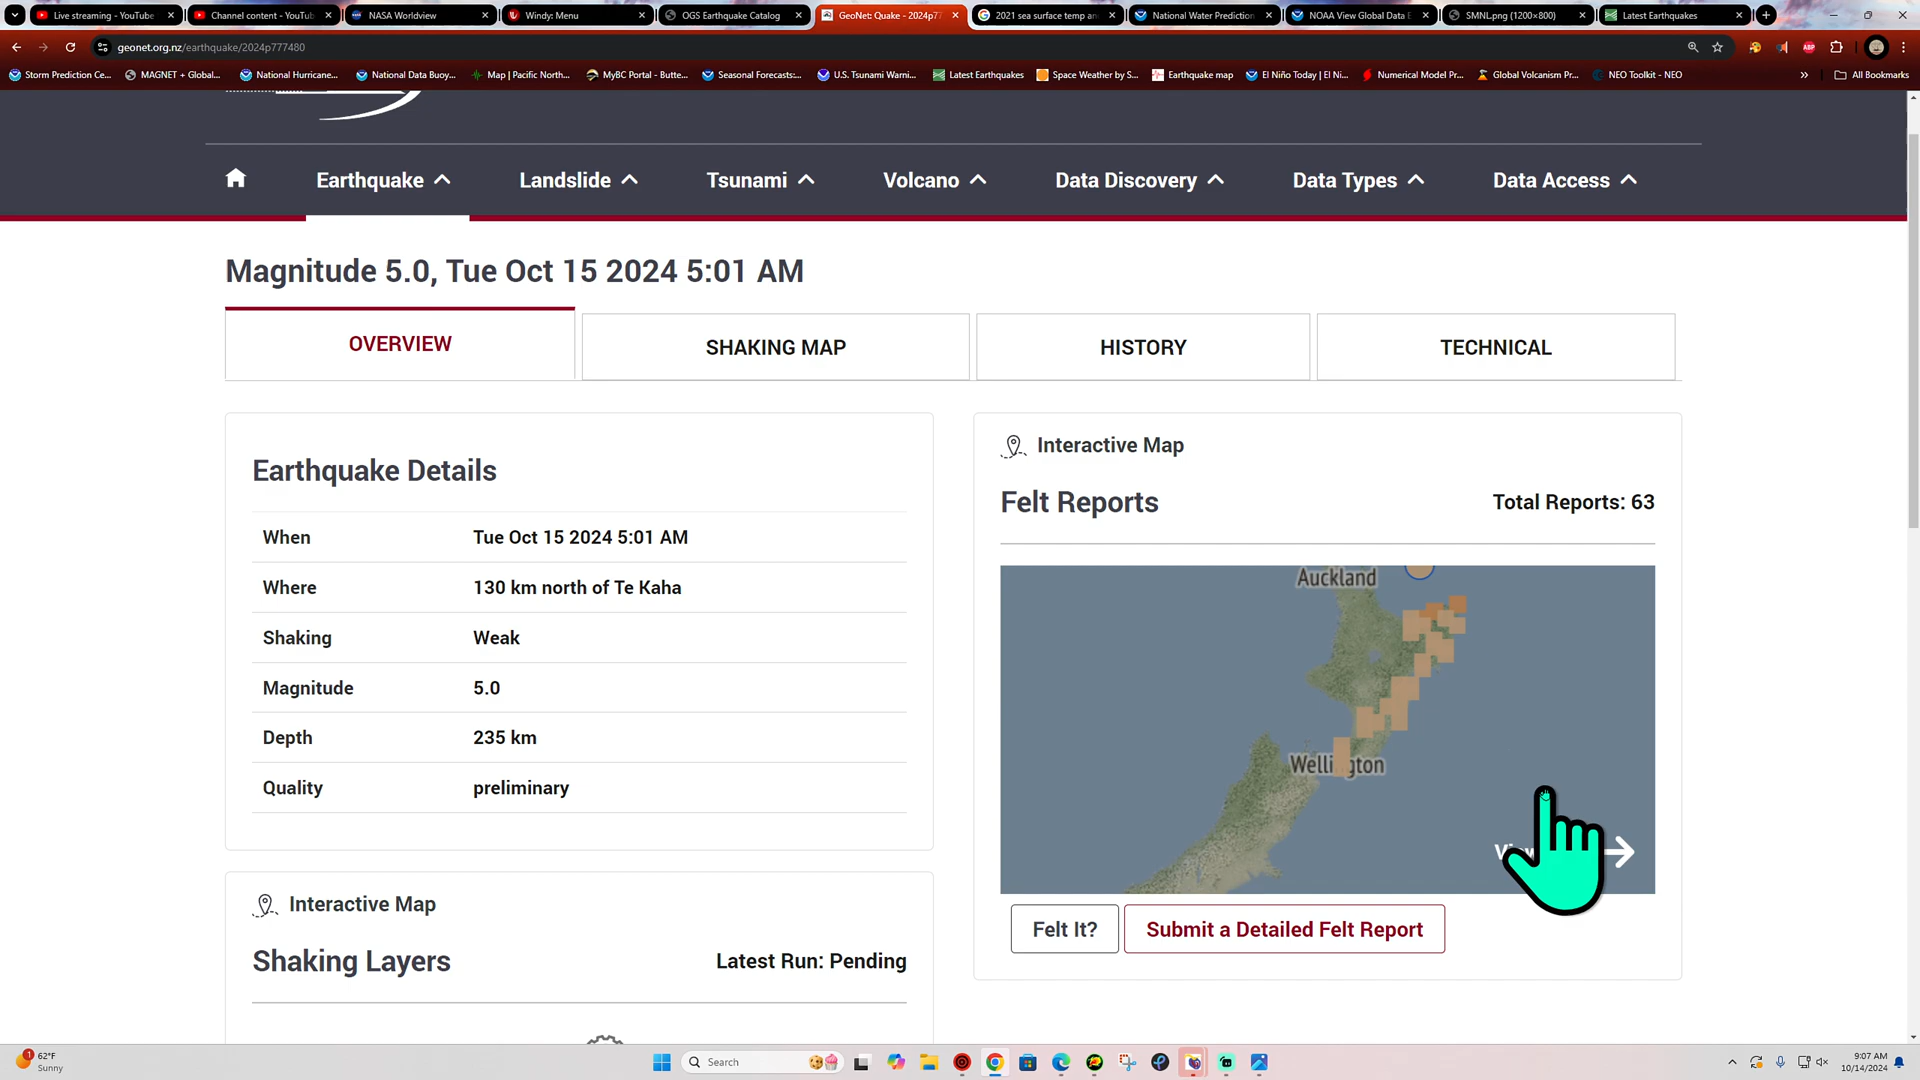 Live streaming - YouTube
Channel content - YouTu
NASA Worldview
Windy: Menu
OGS Earthquake Catalog
GeoNet: Quake - 2024p77
2021 sea surface temp an
National Water Prediction
NOAA View Global Data E
SMNL.png (1200×800)
Latest Earthquakes
geonet.org.nz/earthquake/2024p777480
Storm Prediction Ce...
MAGNET + Global...
National Hurricane...
National Data Buoy...
Map | Pacific North...
MyBC Portal - Butte...
Seasonal Forecasts:...
U.S. Tsunami Warni...
Latest Earthquakes
Space Weather by S...
Earthquake map
El Niño Today | El Ni...
Numerical Model Pr...
Global Volcanism Pr...
NEO Toolkit - NEO
All Bookmarks
Earthquake
Landslide
Tsunami
Volcano
Data Discovery
Data Types
Data Access
Magnitude 5.0, Tue Oct 15 2024 5:01 AM
OVERVIEW
SHAKING MAP
HISTORY
TECHNICAL
Earthquake Details
When Tue Oct 15 2024 5:01 AM
Where 130 km north of Te Kaha
Shaking Weak
Magnitude 5.0
Depth 235 km
Quality preliminary
Interactive Map
Felt Reports
Total Reports: 63
Auckland
Wellington
Felt It?
Submit a Detailed Felt Report
Interactive Map
Shaking Layers
Latest Run: Pending
1
62°F
Sunny
Search
9:07 AM
10/14/2024